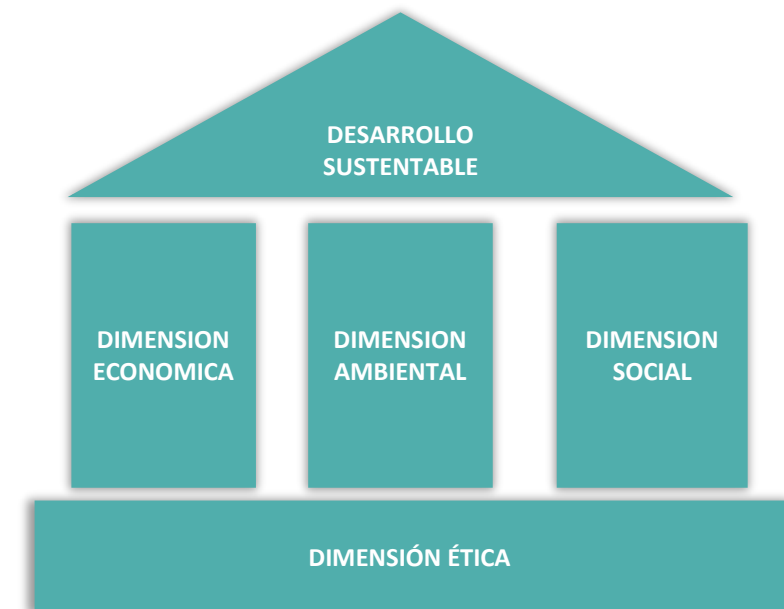 DESARROLLO
SUSTENTABLE
DIMENSION
ECONOMICA
DIMENSION
AMBIENTAL
DIMENSION
SOCIAL
DIMENSIÓN ÉTICA